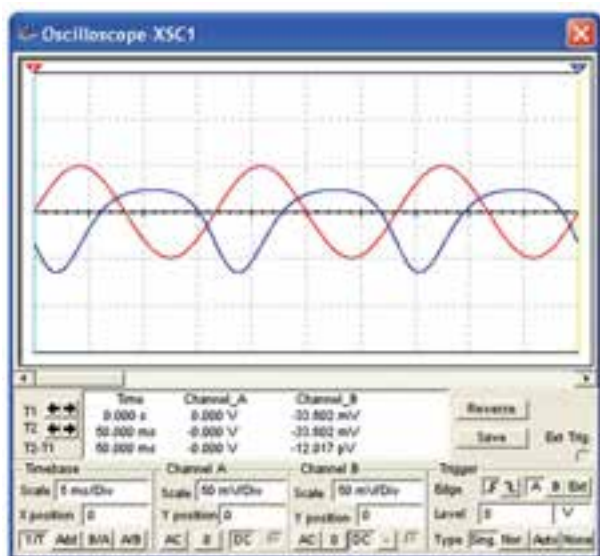 Oscilloscope-XSC1
T1
T2
T2-T1
Time Channel_A Channel_B
0.000 s 0.000 V -33.602 mV
50.000 ms -0.000 V -33.602 mV
50.000 ms -0.000 V -12.017 pV
Reverse
Save
Ext Trig
Timebase
Scale 5 ms/Div
X position 0
Y/T Add B/A A/B
Channel A
Scale 50 mV/Div
Y position 0
AC 0 DC
Channel B
Scale 50 mV/Div
Y position 0
AC 0 DC -
Trigger
Edge A B Ext
Level 0 V
Type Sing. Nor. Auto None